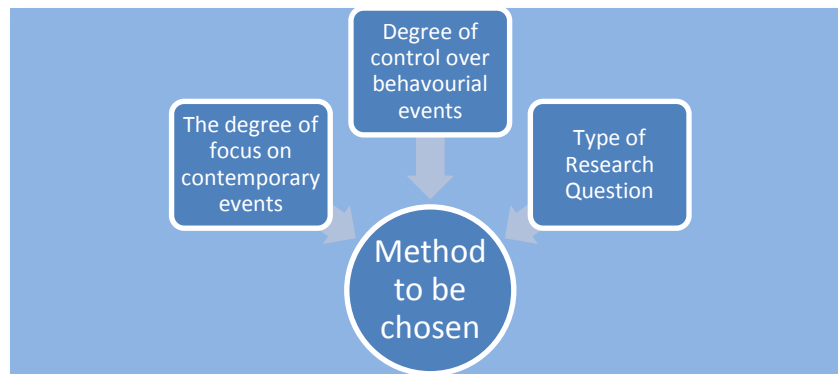 Degree of
control over
behavourial
events
The degree of
focus on
contemporary
events
Type of
Research
Question
Method
to be
chosen